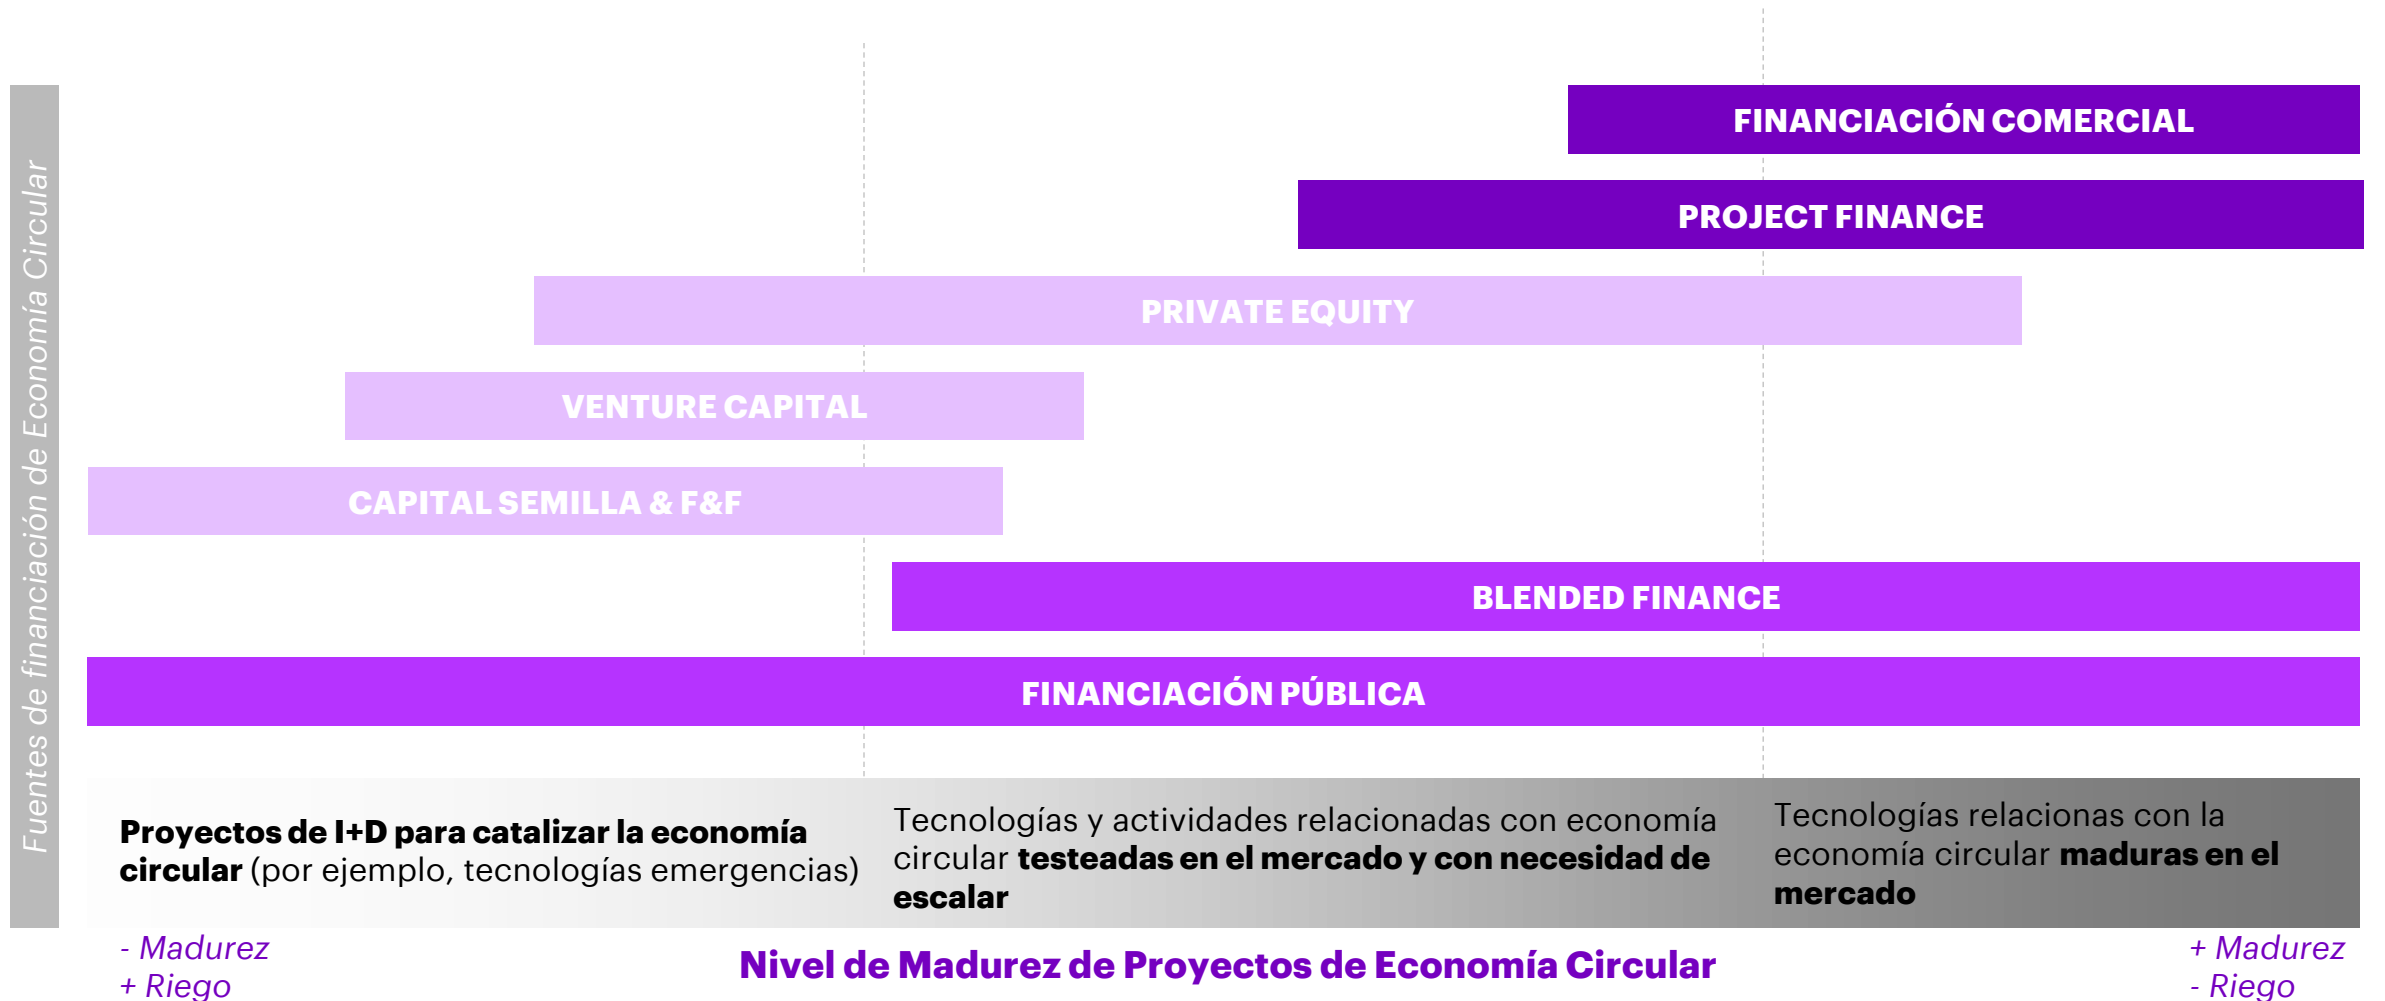 Fuentes de financiación de Economía Circular
FINANCIACIÓN COMERCIAL
PROJECT FINANCE
PRIVATE EQUITY
VENTURE CAPITAL
CAPITAL SEMILLA & F&F
BLENDED FINANCE
FINANCIACIÓN PÚBLICA
Proyectos de I+D para catalizar la economía
circular (por ejemplo, tecnologías emergencias)
Tecnologías y actividades relacionadas con economía
circular testeadas en el mercado y con necesidad de
escalar
Tecnologías relacionas con la
economía circular maduras en el
mercado
- Madurez
+ Riego
Nivel de Madurez de Proyectos de Economía Circular
+ Madurez
- Riego